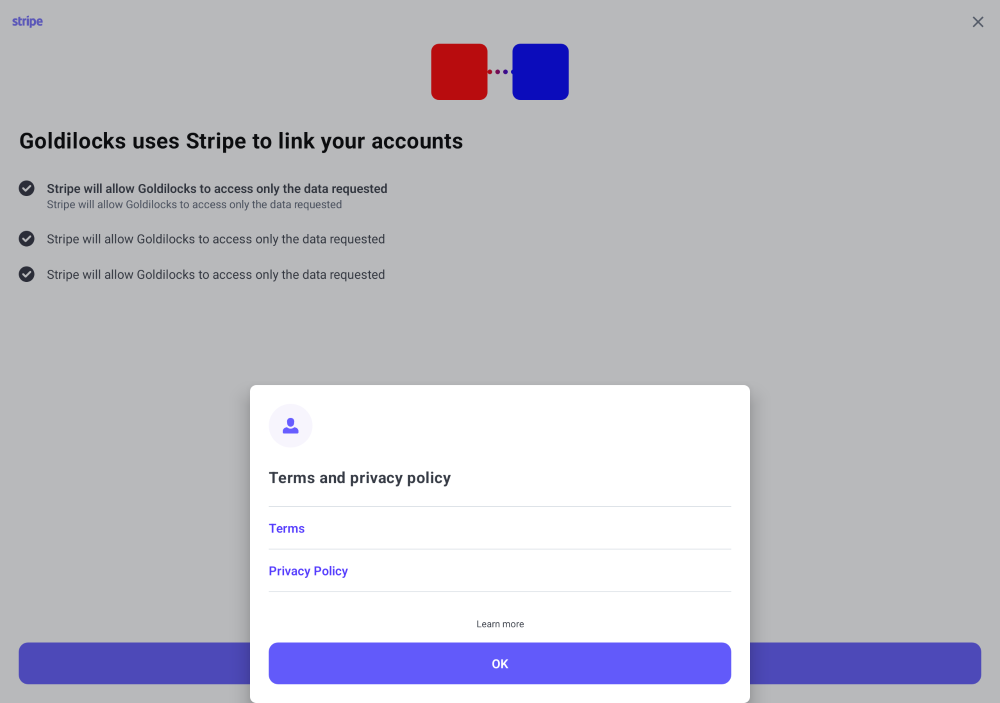 stripe
Goldilocks uses Stripe to link your accounts
Stripe will allow Goldilocks to access only the data requested
Stripe will allow Goldilocks to access only the data requested
Stripe will allow Goldilocks to access only the data requested
Stripe will allow Goldilocks to access only the data requested
Terms and privacy policy
Terms
Privacy Policy
Learn more
OK